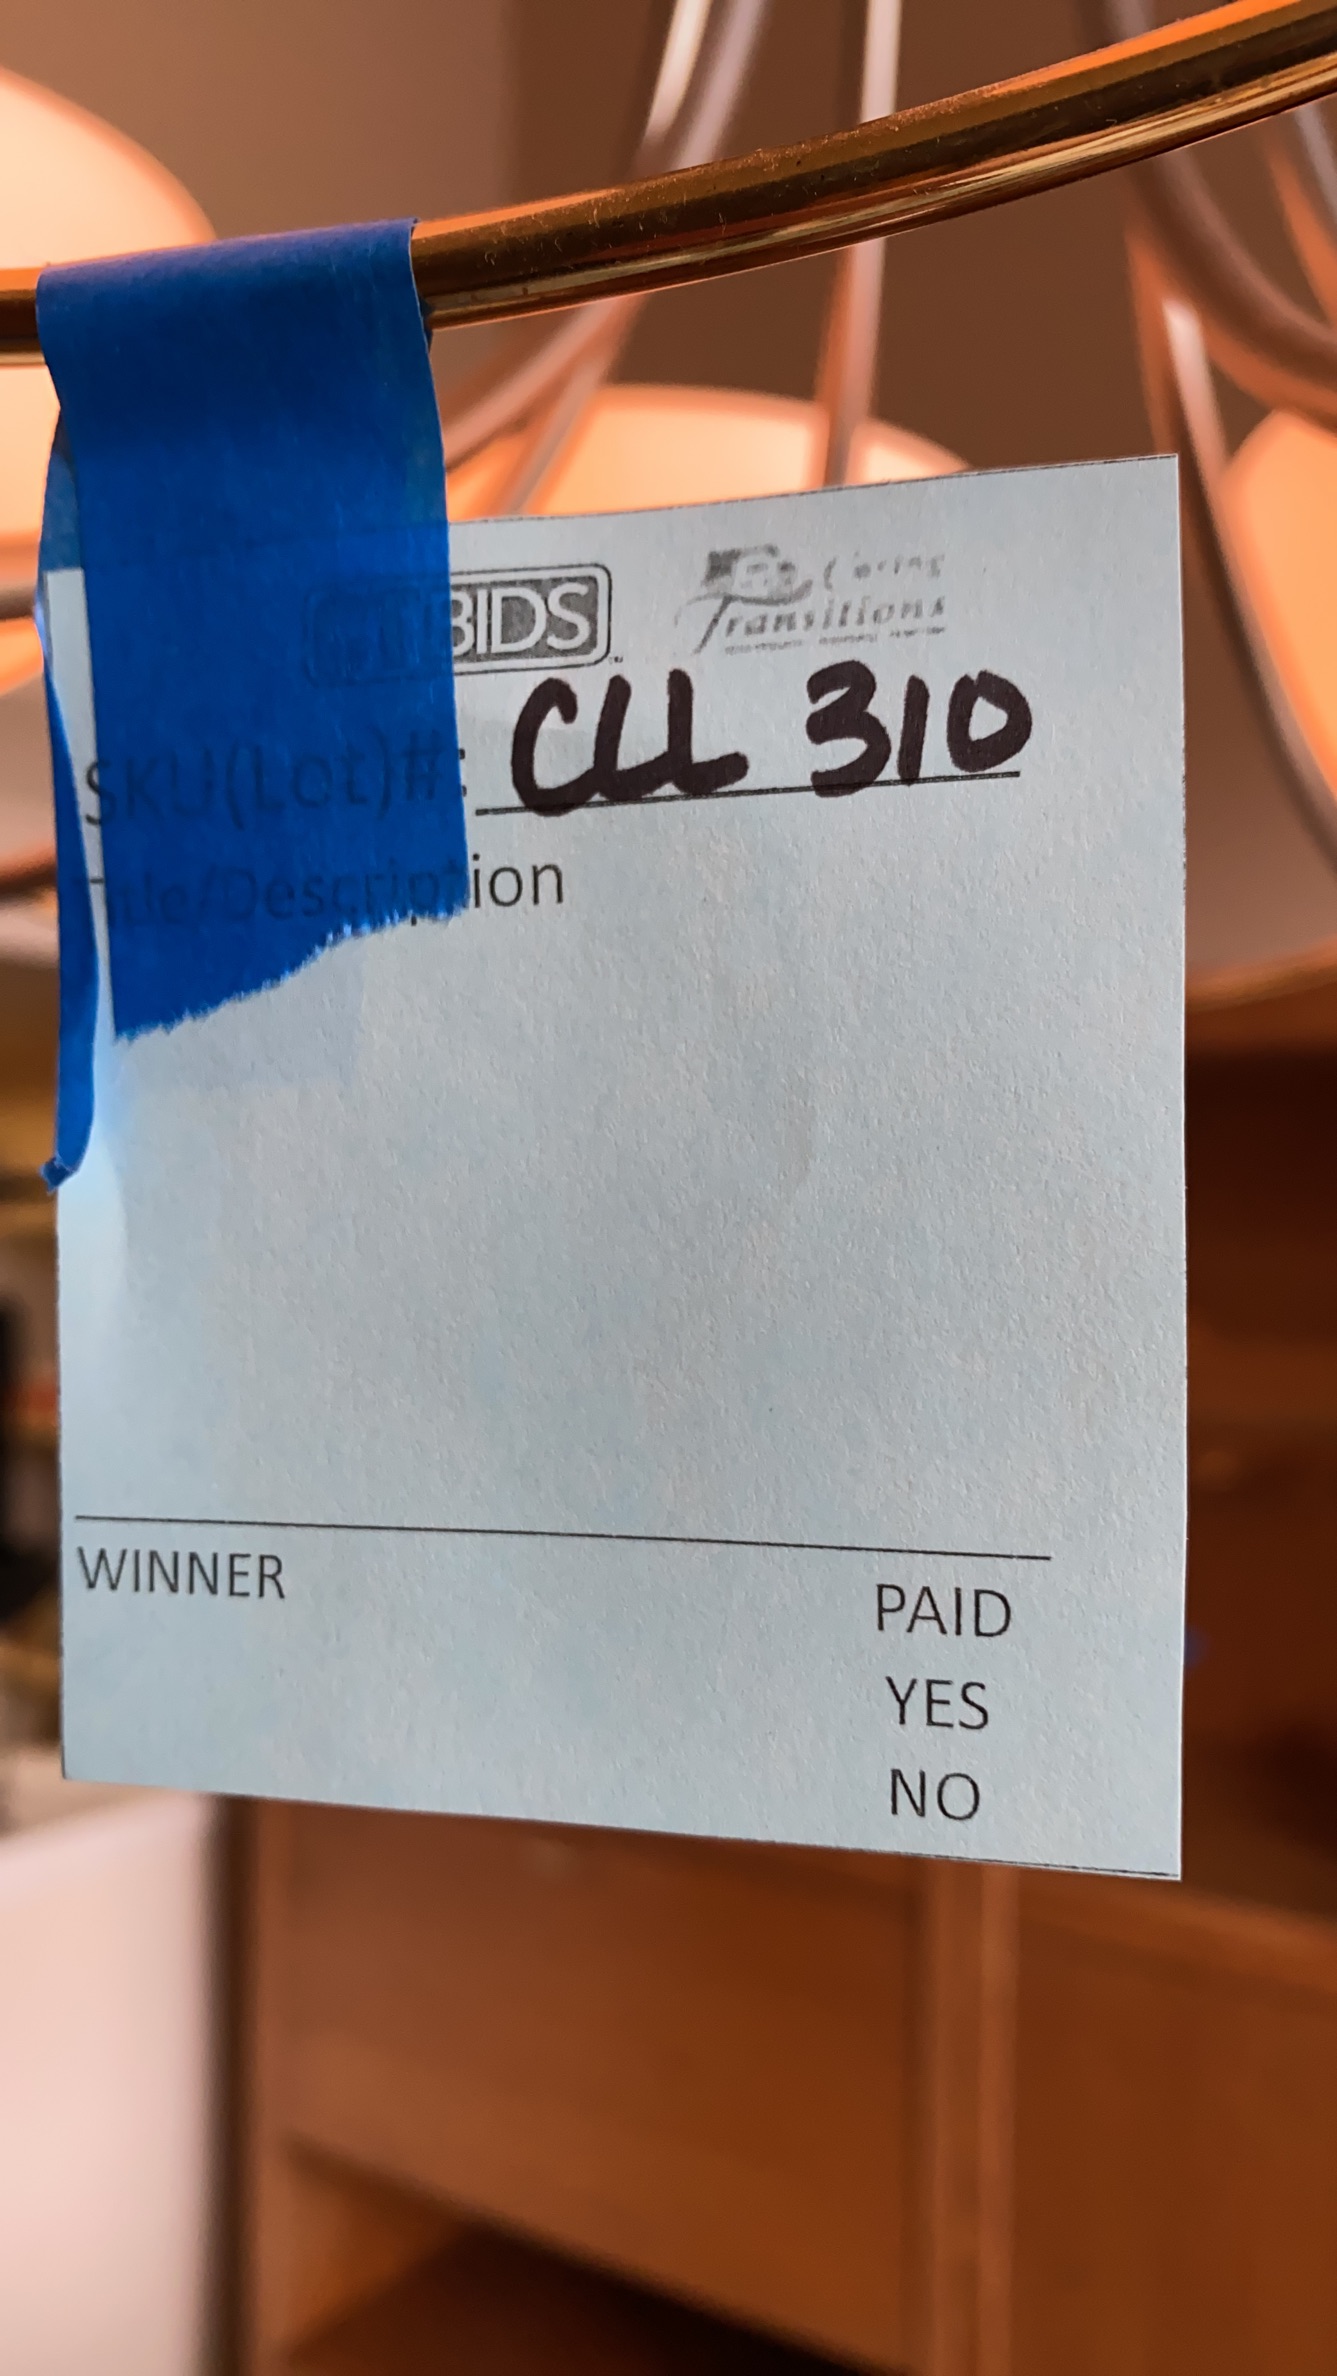 BIDS
Caring
Transitions
SKU(Lot)#: CLL 310
Title/Description
WINNER
PAID
YES
NO